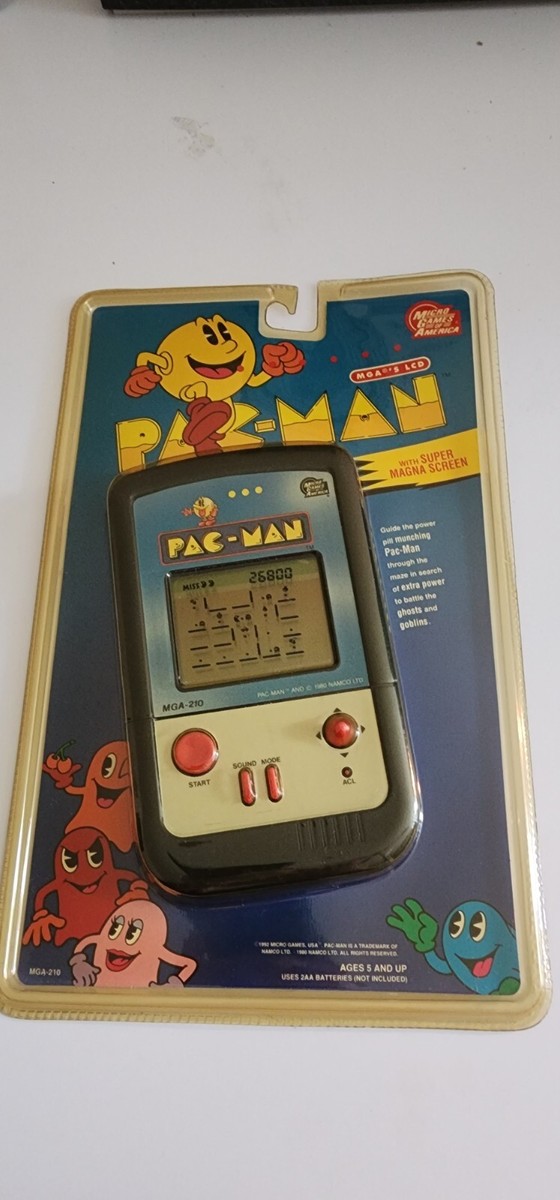 MICRO
GAMES
OF
AMERICA
MGA®'S LCD
PAC-MAN
WITH SUPER
MAGNA SCREEN
Guide the power
pill munching
Pac-Man
through the
maze in search
of extra power
to battle the
ghosts and
goblins.
PAC-MAN™
MISS
26800
PAC-MAN™ AND © 1980 NAMCO LTD.
MGA-210
START
SOUND
MODE
ACL
© 1992 MICRO GAMES, USA. PAC-MAN IS A TRADEMARK OF
NAMCO LTD. 1980 NAMCO LTD. ALL RIGHTS RESERVED.
AGES 5 AND UP
USES 2AA BATTERIES (NOT INCLUDED)
MGA-210